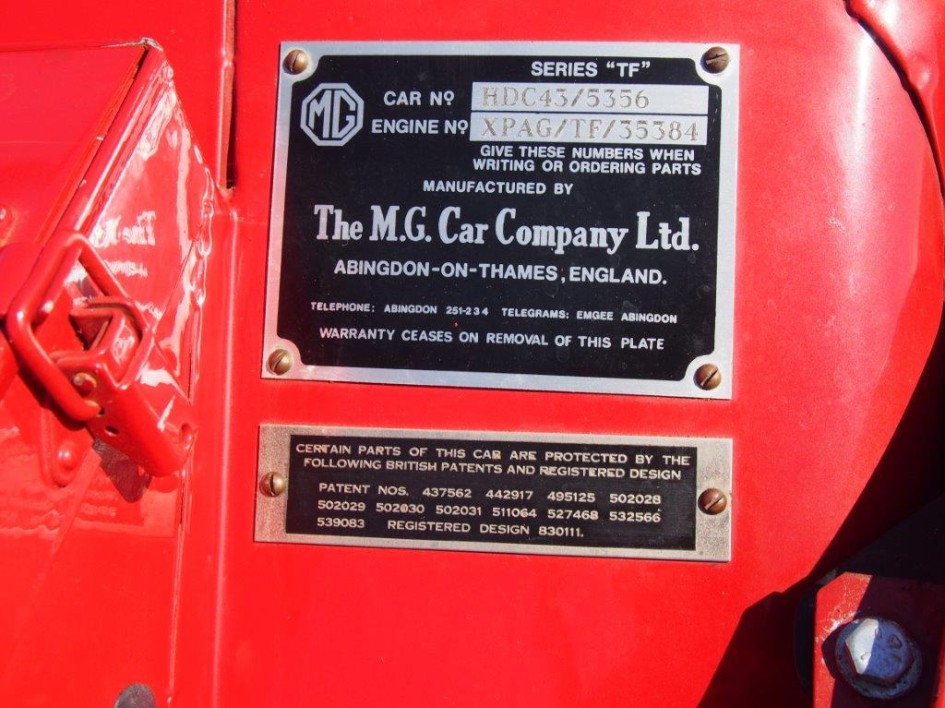 SERIES "TF"
MG
CAR Nº HDC43/5356
ENGINE Nº XPAG/TF/35384
GIVE THESE NUMBERS WHEN
WRITING OR ORDERING PARTS
MANUFACTURED BY
The M.G. Car Company Ltd.
ABINGDON-ON-THAMES, ENGLAND.
TELEPHONE: ABINGDON 251-234 TELEGRAMS: EMGEE ABINGDON
WARRANTY CEASES ON REMOVAL OF THIS PLATE
CERTAIN PARTS OF THIS CAR ARE PROTECTED BY THE
FOLLOWING BRITISH PATENTS AND REGISTERED DESIGN
PATENT NOS. 437562 442917 495125 502028
502029 502030 502031 511064 527468 532566
539083 REGISTERED DESIGN 830111.